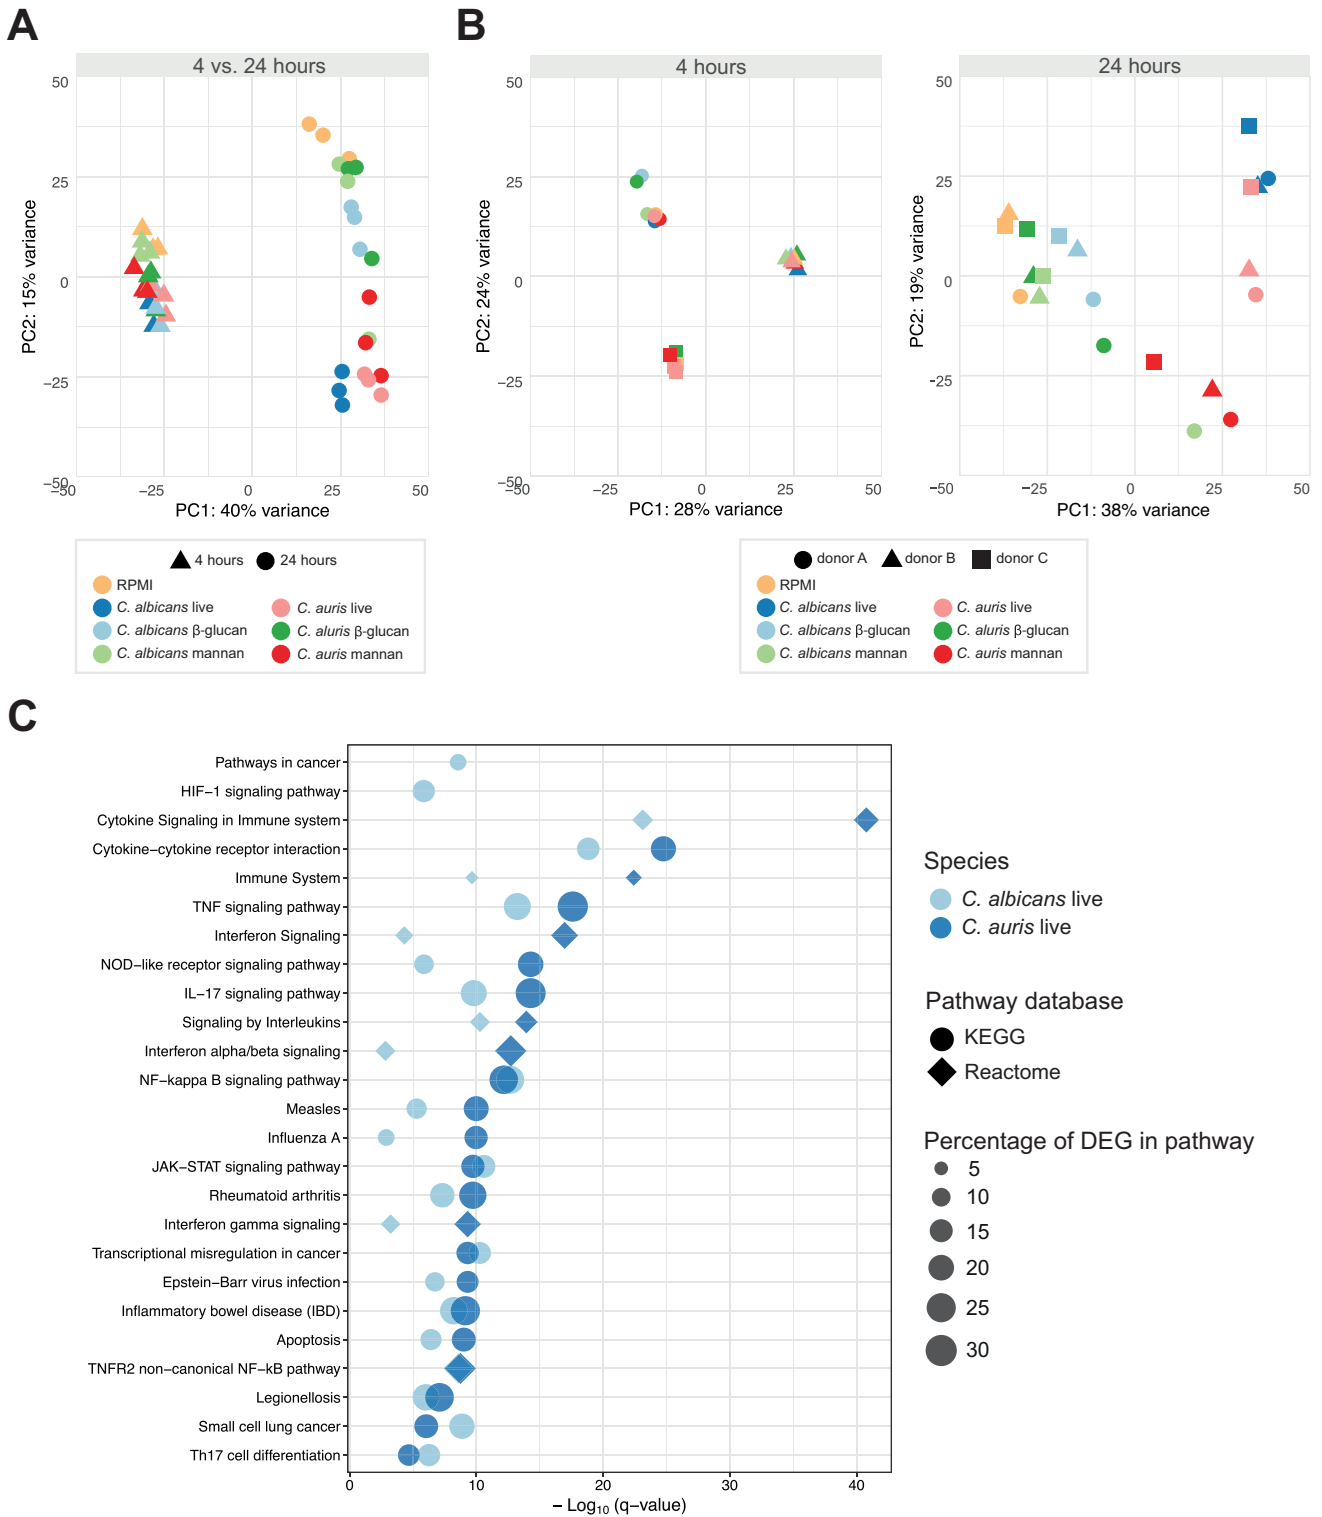 A
B
4 vs. 24 hours
4 hours
24 hours
50
25
0
−25
−50
PC2: 15% variance
−50
−25
0
25
50
PC1: 40% variance
50
25
0
−25
−50
PC2: 24% variance
−50
−25
0
25
50
PC1: 28% variance
50
25
0
−25
PC2: 19% variance
−50
−25
0
25
50
PC1: 38% variance
4 hours 24 hours
RPMI
C. albicans live C. auris live
C. albicans β-glucan C. aluris β-glucan
C. albicans mannan C. auris mannan
donor A donor B donor C
RPMI
C. albicans live C. auris live
C. albicans β-glucan C. aluris β-glucan
C. albicans mannan C. auris mannan
C
Pathways in cancer
HIF−1 signaling pathway
Cytokine Signaling in Immune system
Cytokine−cytokine receptor interaction
Immune System
TNF signaling pathway
Interferon Signaling
NOD−like receptor signaling pathway
IL−17 signaling pathway
Signaling by Interleukins
Interferon alpha/beta signaling
NF−kappa B signaling pathway
Measles
Influenza A
JAK−STAT signaling pathway
Rheumatoid arthritis
Interferon gamma signaling
Transcriptional misregulation in cancer
Epstein−Barr virus infection
Inflammatory bowel disease (IBD)
Apoptosis
TNFR2 non−canonical NF−kB pathway
Legionellosis
Small cell lung cancer
Th17 cell differentiation
0
10
20
30
40
− Log10 (q−value)
Species
C. albicans live
C. auris live
Pathway database
KEGG
Reactome
Percentage of DEG in pathway
5
10
15
20
25
30